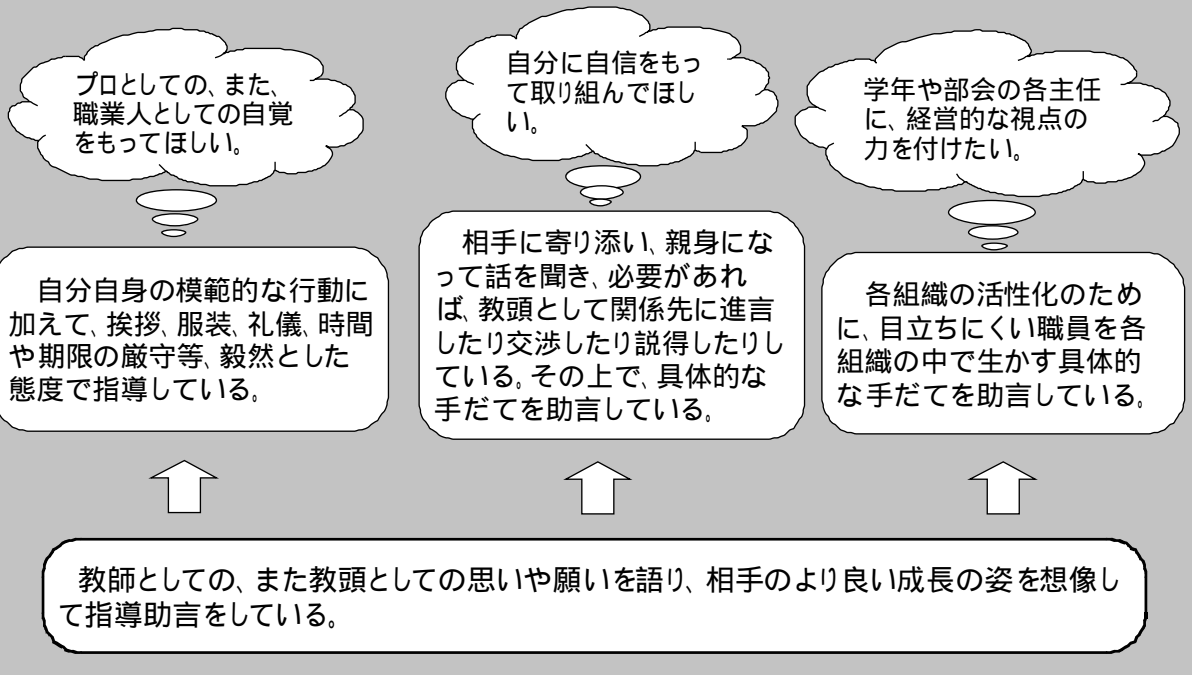 プロとしての、また、
職業人としての自覚
をもってほしい。
自分に自信をもっ
て取り組んでほし
い。
学年や部会の各主任
に、経営的な視点の
力を付けたい。
自分自身の模範的な行動に
加えて、挨拶、服装、礼儀、時間
や期限の厳守等、毅然とした
態度で指導している。
相手に寄り添い、親身にな
って話を聞き、必要があれ
ば、教頭として関係先に進言
したり交渉したり説得したりし
ている。その上で、具体的な
手だてを助言している。
各組織の活性化のため
に、目立ちにくい職員を各
組織の中で生かす具体的
な手だてを助言している。
教師としての、また教頭としての思いや願いを語り、相手のより良い成長の姿を想像し
て指導助言をしている。